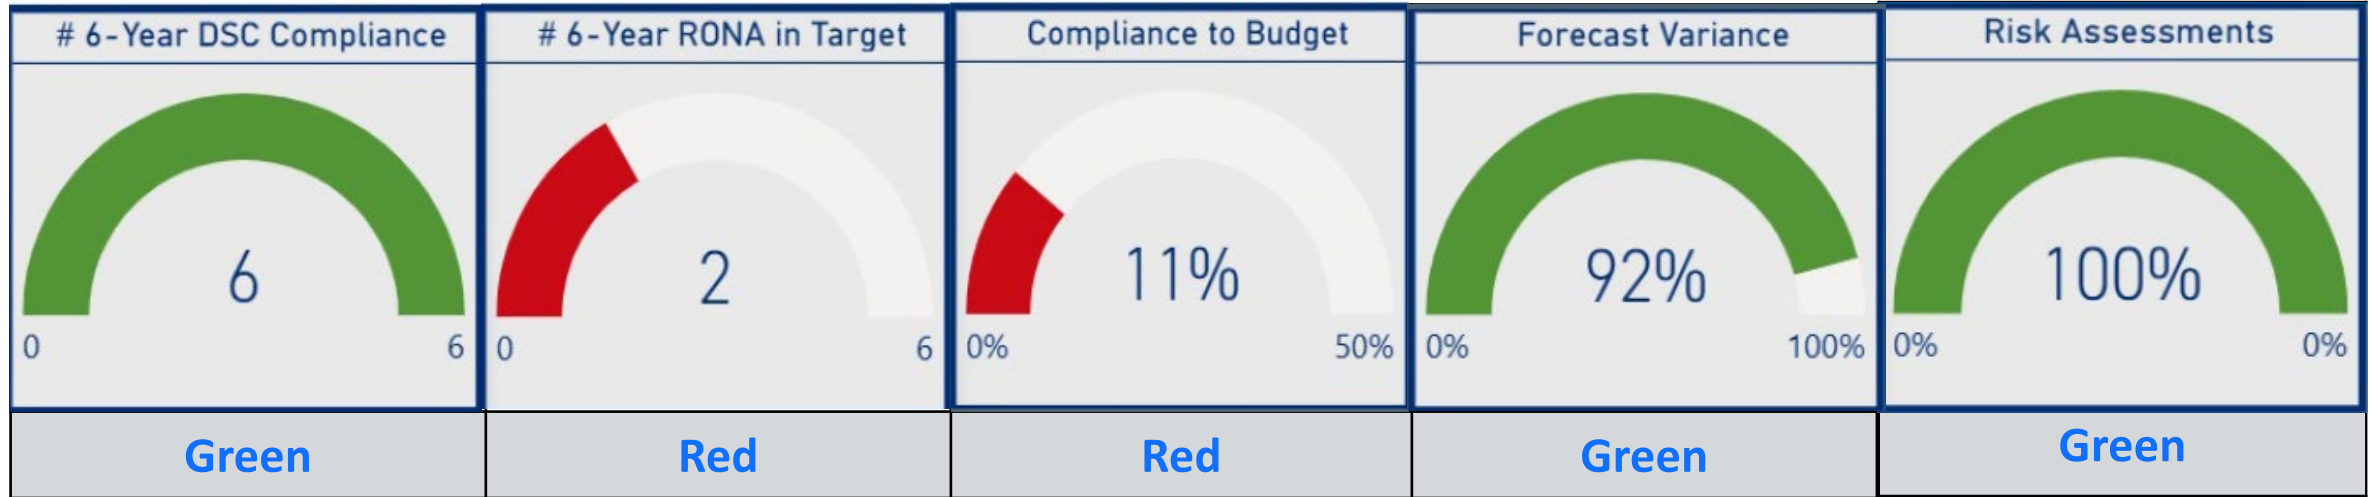 # 6-Year DSC Compliance
6
0 6
Green
# 6-Year RONA in Target
2
0 6
Red
Compliance to Budget
11%
0% 50%
Red
Forecast Variance
92%
0% 100%
Green
Risk Assessments
100%
0% 0%
Green